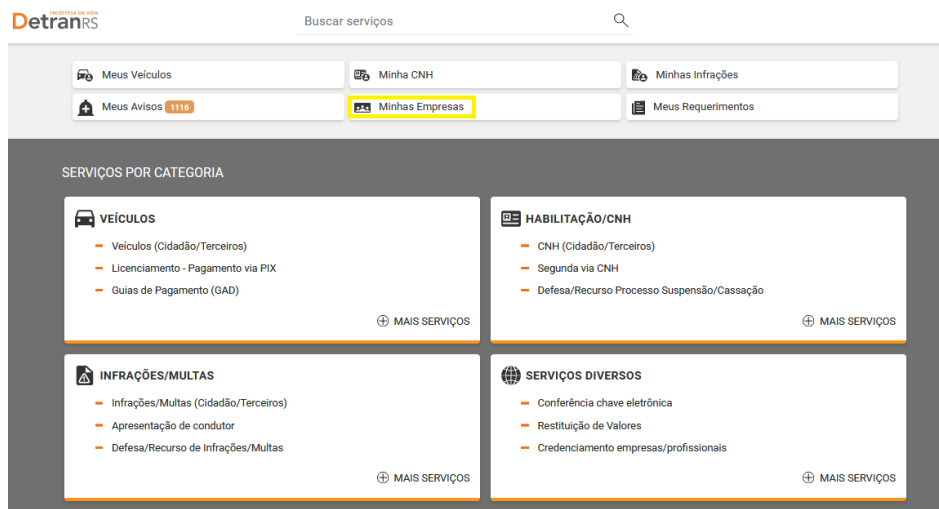 EM DEFESA DA VIDA
DetranRS
Buscar serviços
Meus Veículos
Minha CNH
Minhas Infrações
Meus Avisos 1116
Minhas Empresas
Meus Requerimentos
SERVIÇOS POR CATEGORIA
VEÍCULOS
Veículos (Cidadão/Terceiros)
Licenciamento - Pagamento via PIX
Guias de Pagamento (GAD)
MAIS SERVIÇOS
HABILITAÇÃO/CNH
CNH (Cidadão/Terceiros)
Segunda via CNH
Defesa/Recurso Processo Suspensão/Cassação
MAIS SERVIÇOS
INFRAÇÕES/MULTAS
Infrações/Multas (Cidadão/Terceiros)
Apresentação de condutor
Defesa/Recurso de Infrações/Multas
MAIS SERVIÇOS
SERVIÇOS DIVERSOS
Conferência chave eletrônica
Restituição de Valores
Credenciamento empresas/profissionais
MAIS SERVIÇOS